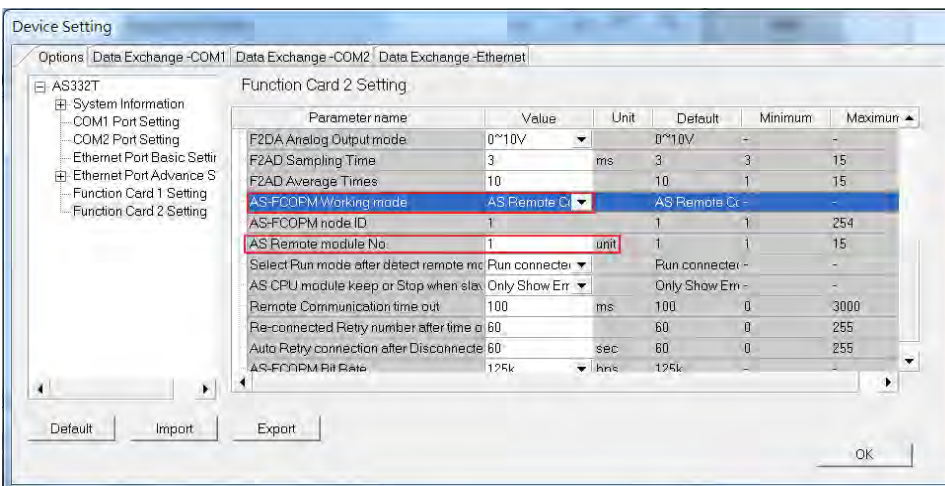 Device Setting
Options Data Exchange -COM1 Data Exchange -COM2 Data Exchange -Ethernet
AS332T
System Information
COM1 Port Setting
COM2 Port Setting
Ethernet Port Basic Settir
Ethernet Port Advance S
Function Card 1 Setting
Function Card 2 Setting
Function Card 2 Setting
Parameter name Value Unit Default Minimum Maximun
F2DA Analog Output mode 0~10V 0~10V - -
F2AD Sampling Time 3 ms 3 3 15
F2AD Average Times 10 10 1 15
AS-FCOPM Working mode AS Remote Co AS Remote Co - -
AS-FCOPM node ID 1 1 1 254
AS Remote module No. 1 unit 1 1 15
Select Run mode after detect remote mo Run connecter Run connecter - -
AS CPU module keep or Stop when slav Only Show Err Only Show Err - -
Remote Communication time out 100 ms 100 0 3000
Re-connected Retry number after time o 60 60 0 255
Auto Retry connection after Disconnecte 60 sec 60 0 255
AS-FCOPM Bit Rate 125k bps 125k - -
Default Import Export
OK